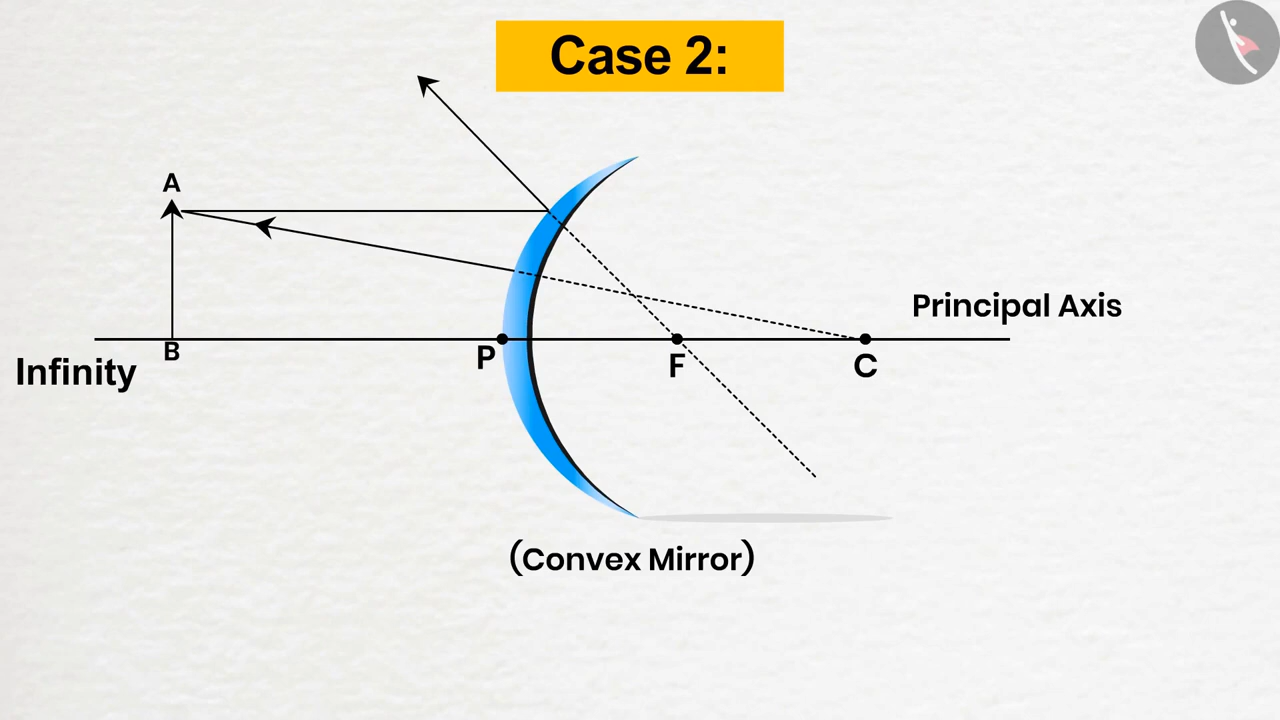 Case 2:
A
Principal Axis
B
P
F
C
Infinity
(Convex Mirror)